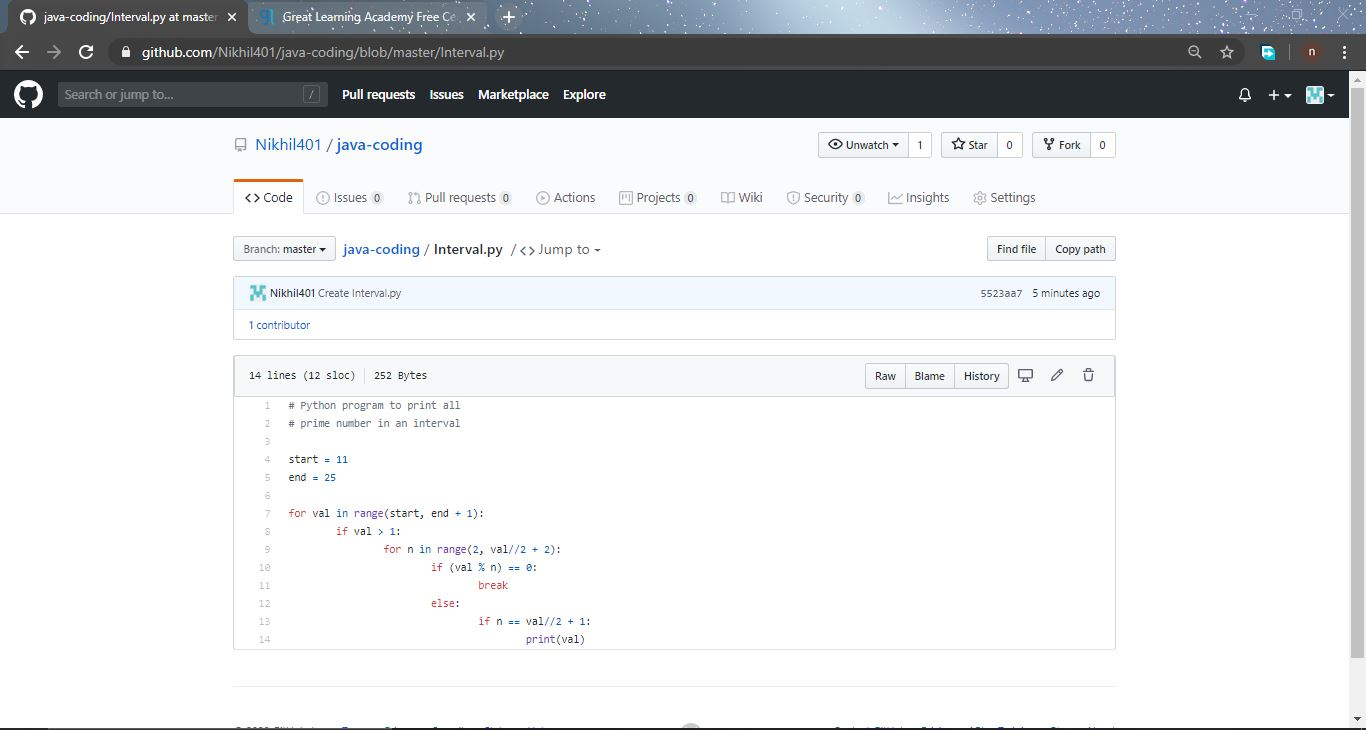 java-coding/Interval.py at master
Great Learning Academy Free Ce
github.com/Nikhil401/java-coding/blob/master/Interval.py
n
Search or jump to...
/
Pull requests Issues Marketplace Explore
Nikhil401 / java-coding
Unwatch 1 Star 0 Fork 0
<> Code Issues 0 Pull requests 0 Actions Projects 0 Wiki Security 0 Insights Settings
Branch: master java-coding / Interval.py / <> Jump to
Find file Copy path
Nikhil401 Create Interval.py 5523aa7 5 minutes ago
1 contributor
14 lines (12 sloc) 252 Bytes Raw Blame History
1 # Python program to print all
2 # prime number in an interval
3
4 start = 11
5 end = 25
6
7 for val in range(start, end + 1):
8 if val > 1:
9 for n in range(2, val//2 + 2):
10 if (val % n) == 0:
11 break
12 else:
13 if n == val//2 + 1:
14 print(val)